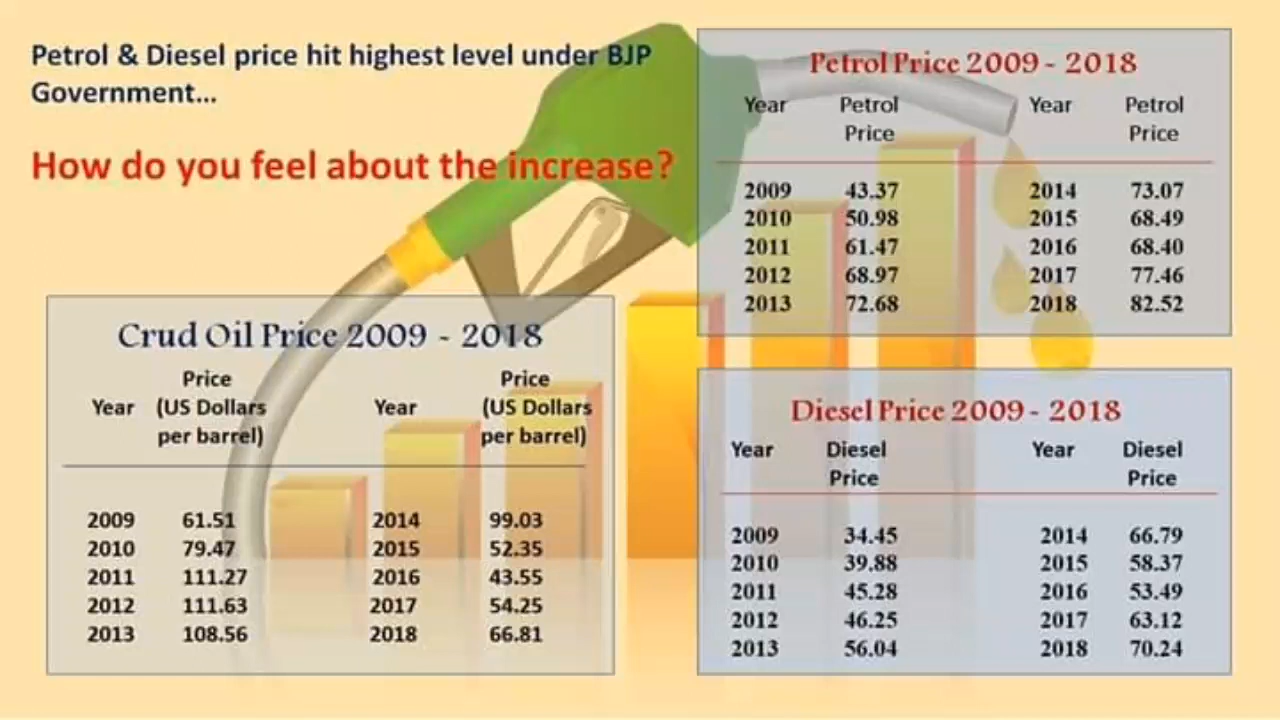 Petrol & Diesel price hit highest level under BJP
Government...
How do you feel about the increase?
Crud Oil Price 2009 - 2018
Year Price (US Dollars per barrel) Year Price (US Dollars per barrel)
2009 61.51 2014 99.03
2010 79.47 2015 52.35
2011 111.27 2016 43.55
2012 111.63 2017 54.25
2013 108.56 2018 66.81
Petrol Price 2009 - 2018
Year Petrol Price Year Petrol Price
2009 43.37 2014 73.07
2010 50.98 2015 68.49
2011 61.47 2016 68.40
2012 68.97 2017 77.46
2013 72.68 2018 82.52
Diesel Price 2009 - 2018
Year Diesel Price Year Diesel Price
2009 34.45 2014 66.79
2010 39.88 2015 58.37
2011 45.28 2016 53.49
2012 46.25 2017 63.12
2013 56.04 2018 70.24